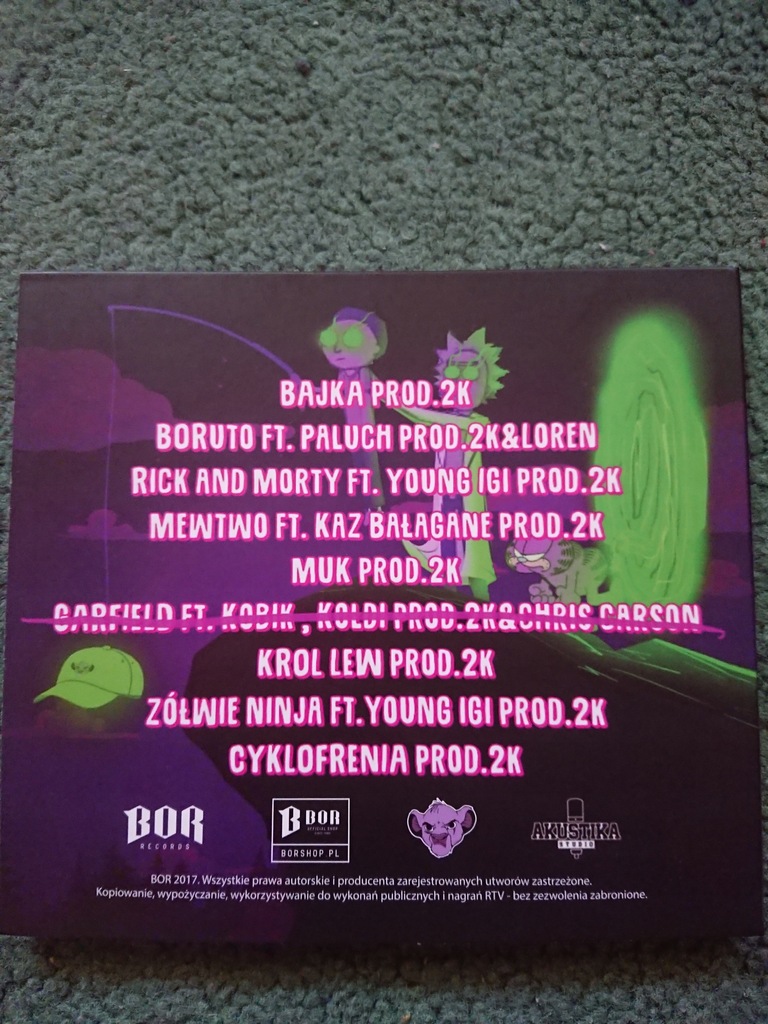 BAJKA PROD.2K
BORUTO FT. PALUCH PROD.2K&LOREN
RICK AND MORTY FT. YOUNG IGI PROD.2K
MEWTWO FT. KAZ BAŁAGANE PROD.2K
MUK PROD.2K
GARFIELD FT. KOBIK , KOLDI PROD.2K&CHRIS CARSON
KROL LEW PROD.2K
ZÓŁWIE NINJA FT.YOUNG IGI PROD.2K
CYKLOFRENIA PROD.2K
BOR
RECORDS
B BOR
OFFICIAL SHOP
BORSHOP.PL
AKUSTIKA
STUDIO
BOR 2017. Wszystkie prawa autorskie i producenta zarejestrowanych utworów zastrzeżone.
Kopiowanie, wypożyczanie, wykorzystywanie do wykonań publicznych i nagrań RTV - bez zezwolenia zabronione.